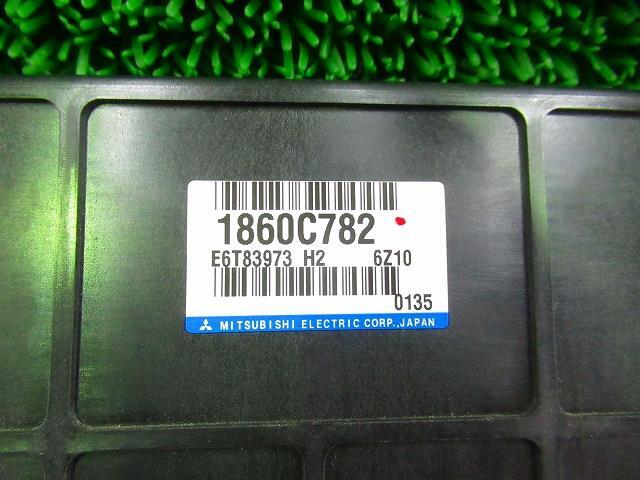 1860C782
E6T83973 H2 6Z10
0135
MITSUBISHI ELECTRIC CORP.,JAPAN